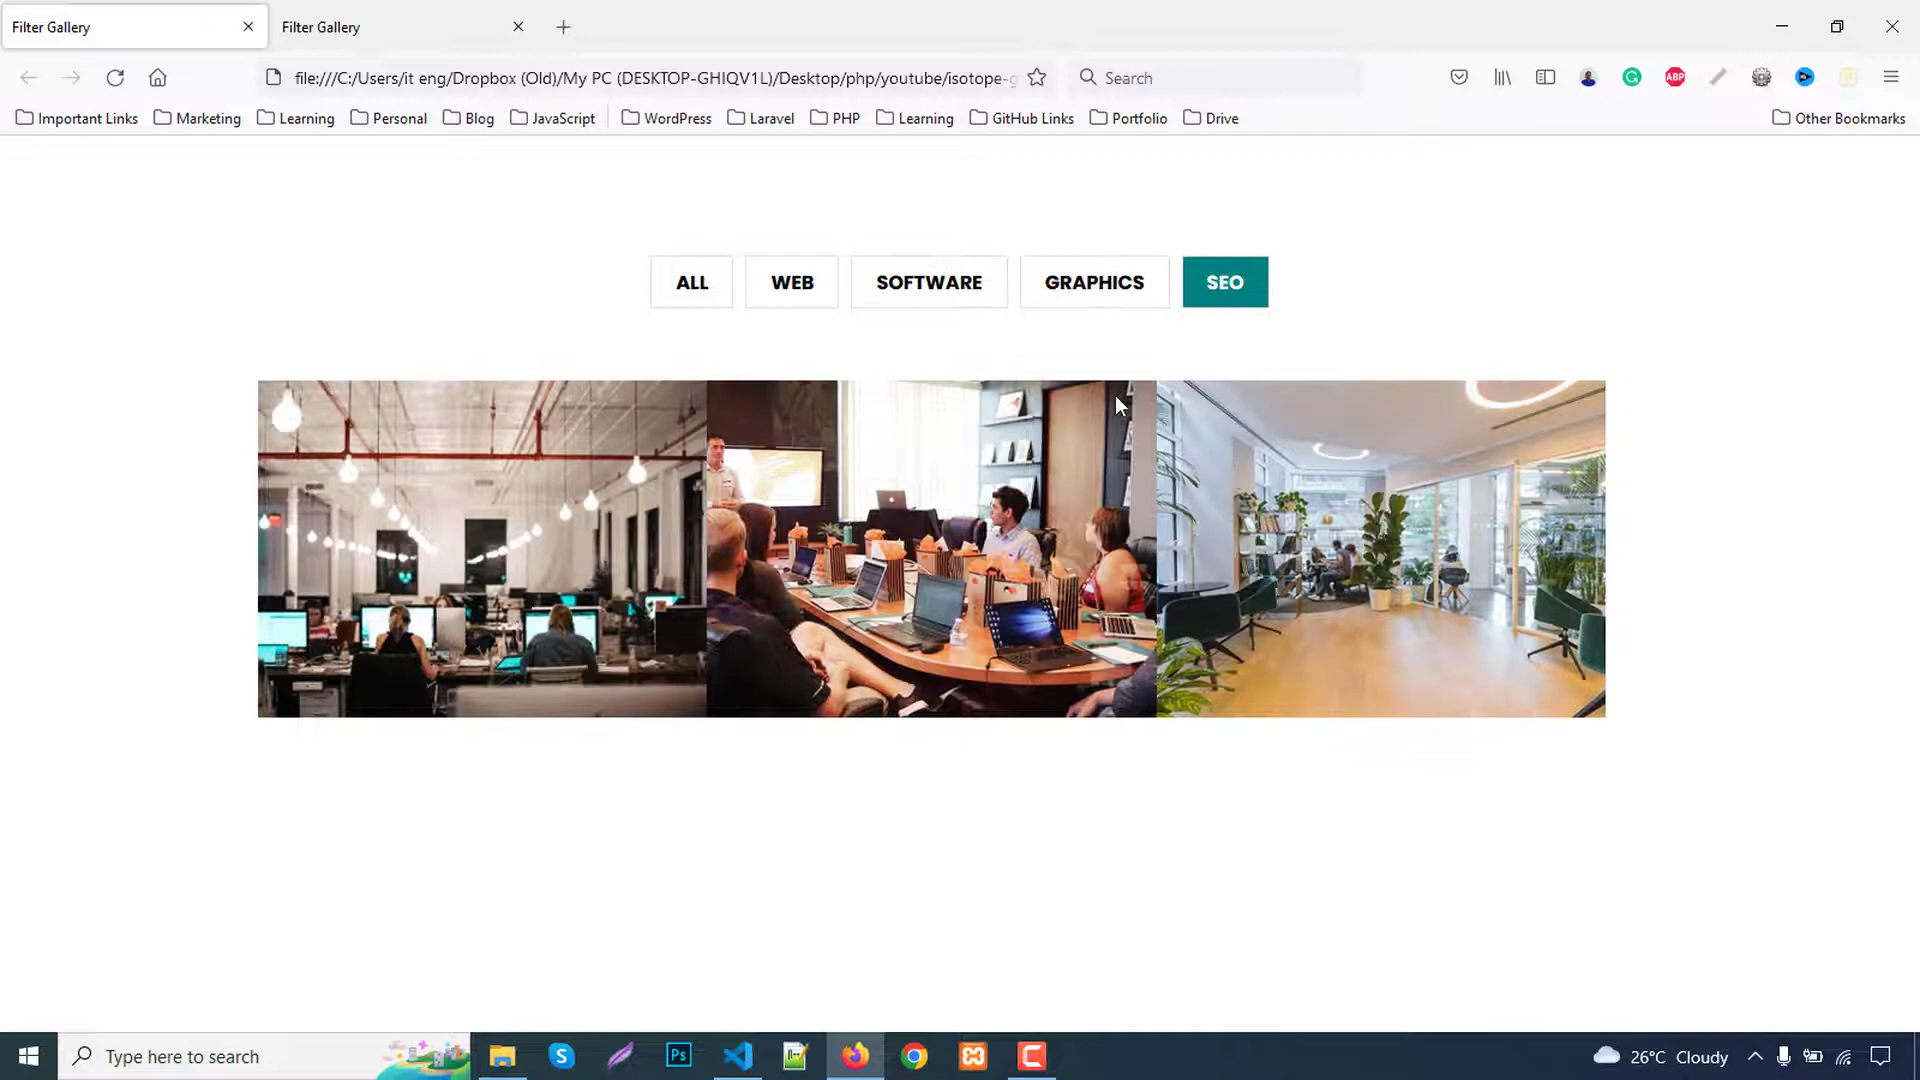 Filter Gallery
Filter Gallery
file:///C:/Users/it eng/Dropbox (Old)/My PC (DESKTOP-GHIQV1L)/Desktop/php/youtube/isotope-g
Search
ABP
Important Links
Marketing
Learning
Personal
Blog
JavaScript
WordPress
Laravel
PHP
Learning
GitHub Links
Portfolio
Drive
Other Bookmarks
ALL
WEB
SOFTWARE
GRAPHICS
SEO
Type here to search
Ps
26°C Cloudy